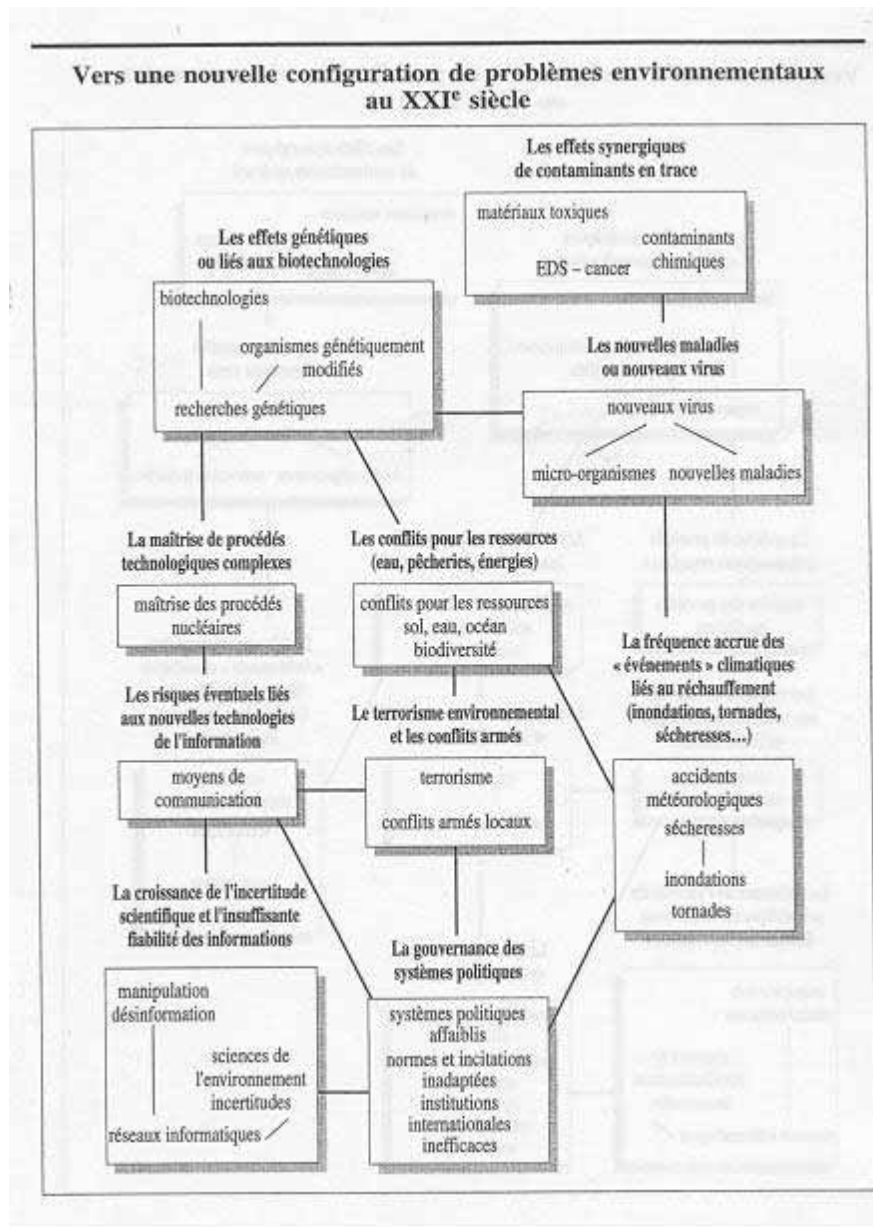 Vers une nouvelle configuration de problèmes environnementaux
au XXIe siècle
Les effets synergiques
de contaminants en trace
matériaux toxiques
contaminants
chimiques
EDS – cancer
Les effets génétiques
ou liés aux biotechnologies
biotechnologies
organismes génétiquement
modifiés
recherches génétiques
Les nouvelles maladies
ou nouveaux virus
nouveaux virus
micro-organismes nouvelles maladies
La maîtrise de procédés
technologiques complexes
maîtrise des procédés
nucléaires
Les conflits pour les ressources
(eau, pêcheries, énergies)
conflits pour les ressources
sol, eau, océan
biodiversité
La fréquence accrue des
« événements » climatiques
liés au réchauffement
(inondations, tornades,
sécheresses…)
accidents
météorologiques
sécheresses
inondations
tornades
Les risques éventuels liés
aux nouvelles technologies
de l'information
moyens de
communication
Le terrorisme environnemental
et les conflits armés
terrorisme
conflits armés locaux
La croissance de l'incertitude
scientifique et l'insuffisante
fiabilité des informations
manipulation
désinformation
sciences de
l'environnement
incertitudes
réseaux informatiques
La gouvernance des
systèmes politiques
systèmes politiques
affaiblis
normes et incitations
inadaptées
institutions
internationales
inefficaces